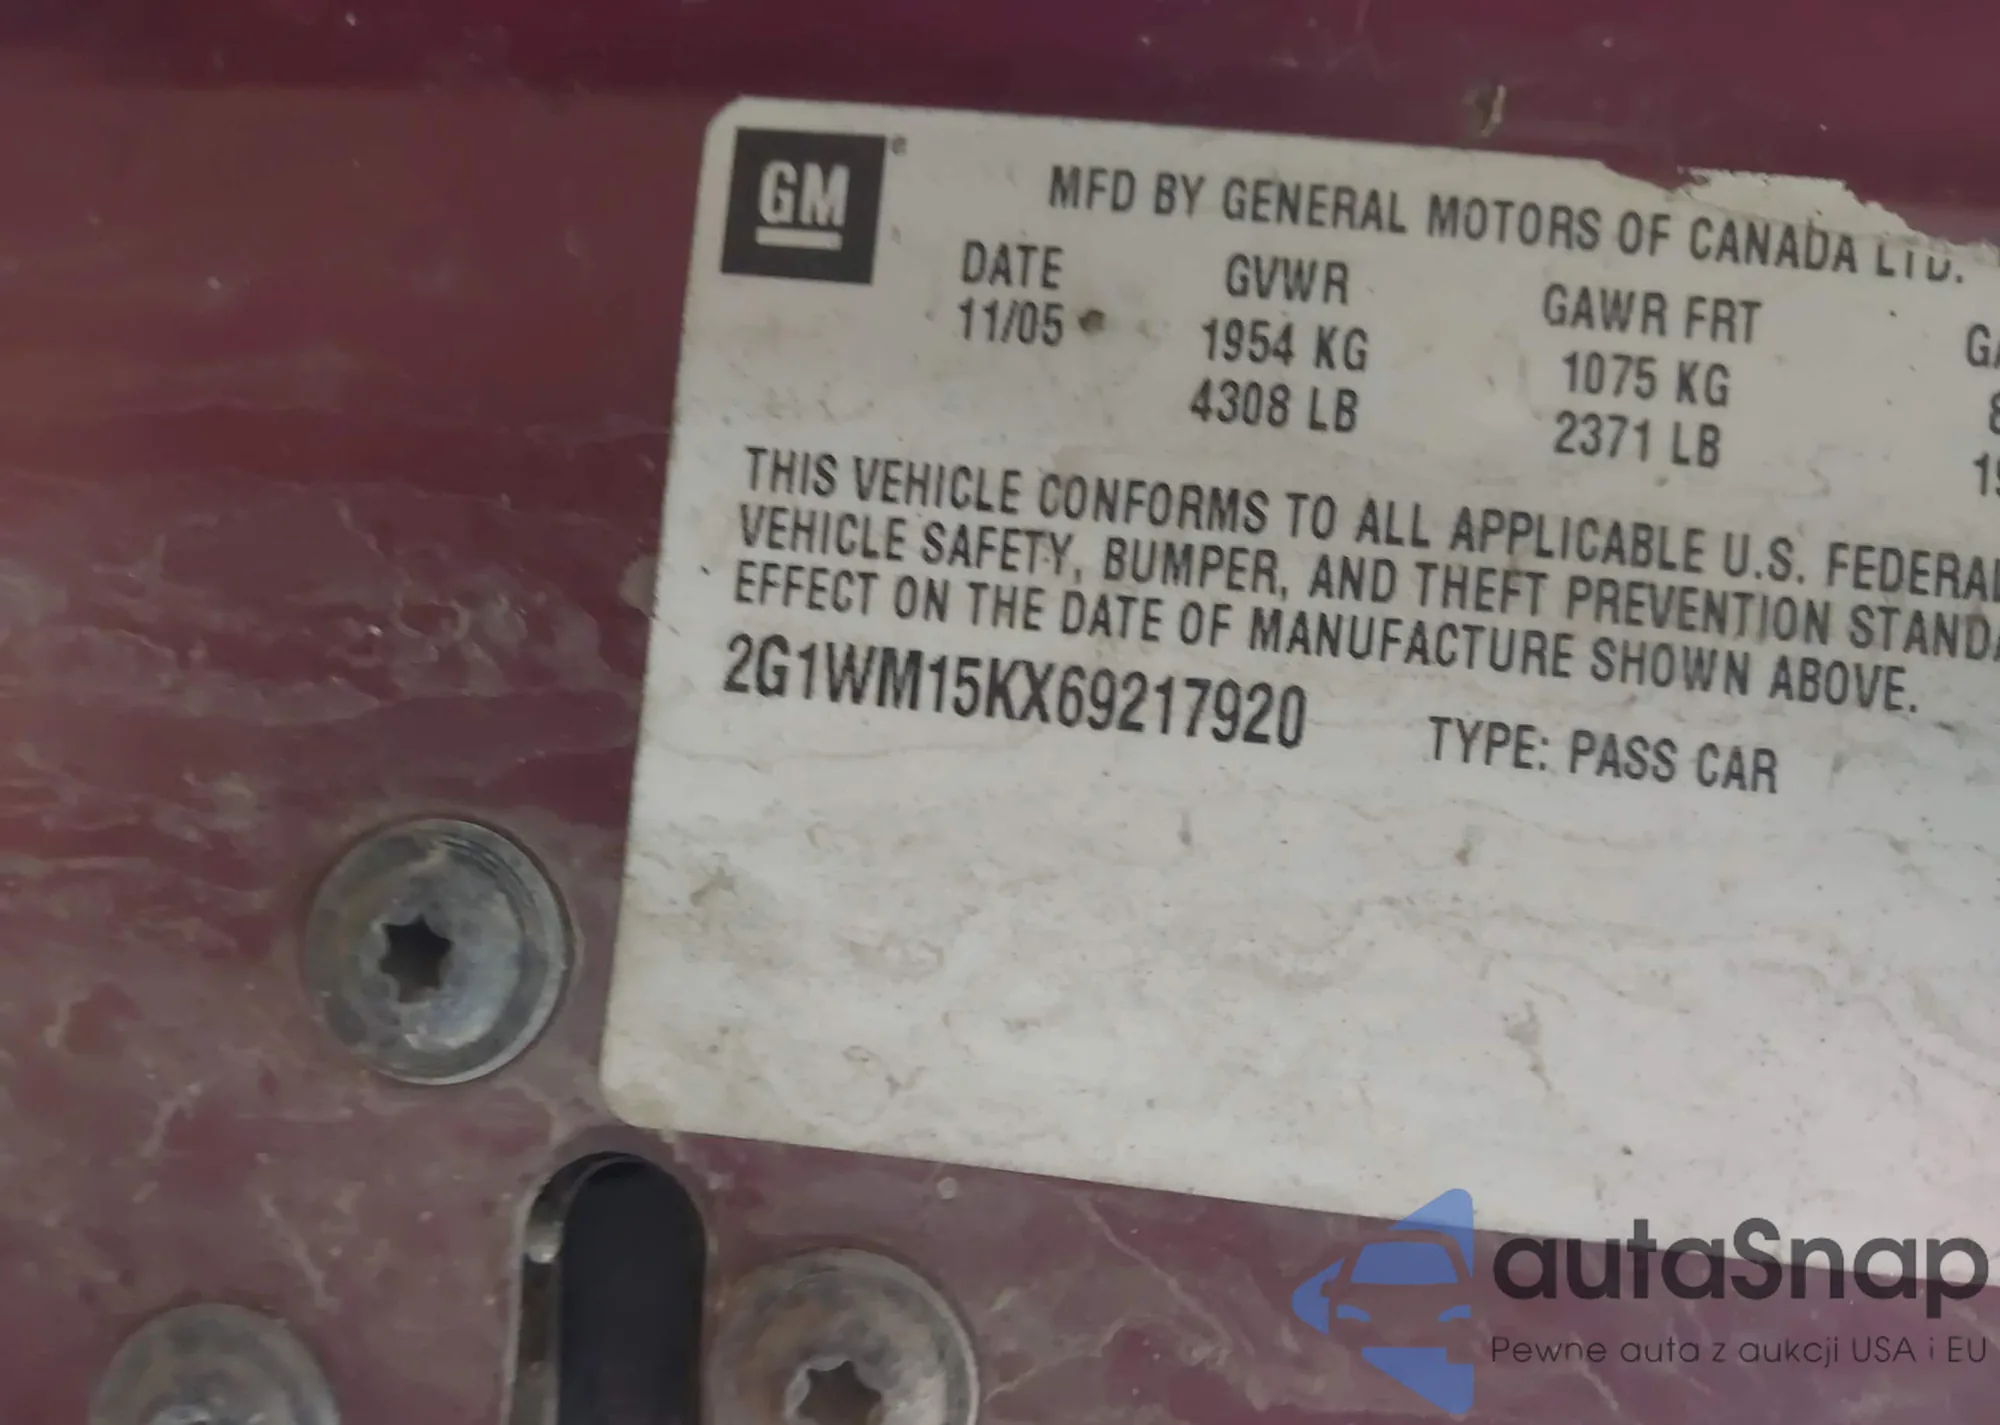 GM
MFD BY GENERAL MOTORS OF CANADA LTD.
DATE GVWR GAWR FRT
11/05 1954 KG 1075 KG
4308 LB 2371 LB
THIS VEHICLE CONFORMS TO ALL APPLICABLE U.S. FEDERAL
VEHICLE SAFETY, BUMPER, AND THEFT PREVENTION
EFFECT ON THE DATE OF MANUFACTURE SHOWN ABOVE.
2G1WM15KX69217920 TYPE: PASS CAR
autaSnap
Pewne auta z aukcji USA i EU